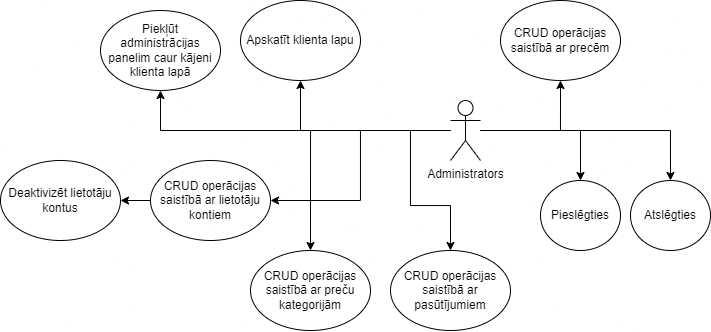 Piekļūt
administrācijas
panelim caur kājeni
klienta lapā
Apskatīt klienta lapu
CRUD operācijas
saistībā ar precēm
Administrators
Deaktivizēt lietotāju
kontus
CRUD operācijas
saistībā ar lietotāju
kontiem
Pieslēgties
Atslēgties
CRUD operācijas
saistībā ar preču
kategorijām
CRUD operācijas
saistībā ar
pasūtījumiem